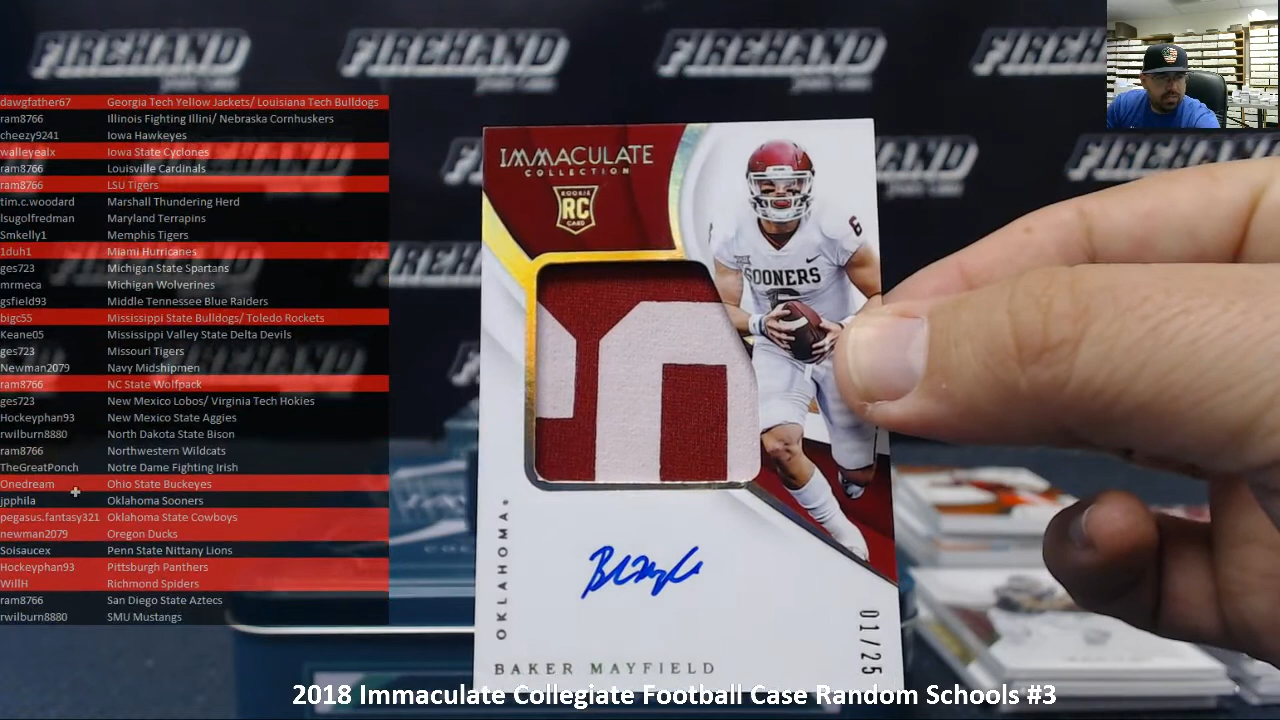 FIREHAND
FIREHAND
FIREHAND
FIREHAND
dawgfather67 Georgia Tech Yellow Jackets/ Louisiana Tech Bulldogs
ram8766 Illinois Fighting Illini/ Nebraska Cornhuskers
cheezy9241 Iowa Hawkeyes
walleyealx Iowa State Cyclones
ram8766 Louisville Cardinals
ram8766 LSU Tigers
tim.c.woodard Marshall Thundering Herd
lsugolfredman Maryland Terrapins
Smkelly1 Memphis Tigers
1duh1 Miami Hurricanes
ges723 Michigan State Spartans
mrmeca Michigan Wolverines
gsfield93 Middle Tennessee Blue Raiders
bigc55 Mississippi State Bulldogs/ Toledo Rockets
Keane05 Mississippi Valley State Delta Devils
ges723 Missouri Tigers
Newman2079 Navy Midshipmen
ram8766 NC State Wolfpack
ges723 New Mexico Lobos/ Virginia Tech Hokies
Hockeyphan93 New Mexico State Aggies
rwilburn8880 North Dakota State Bison
ram8766 Northwestern Wildcats
TheGreatPonch Notre Dame Fighting Irish
Onedream Ohio State Buckeyes
jpphila Oklahoma Sooners
pegasus.fantasy321 Oklahoma State Cowboys
newman2079 Oregon Ducks
Soisaucex Penn State Nittany Lions
Hockeyphan93 Pittsburgh Panthers
WillH Richmond Spiders
ram8766 San Diego State Aztecs
rwilburn8880 SMU Mustangs
IMMACULATE
COLLECTION
ROOKIE
RC
CARD
6
SOONERS
OKLAHOMA
BAKER MAYFIELD
01/25
2018 Immaculate Collegiate Football Case Random Schools #3